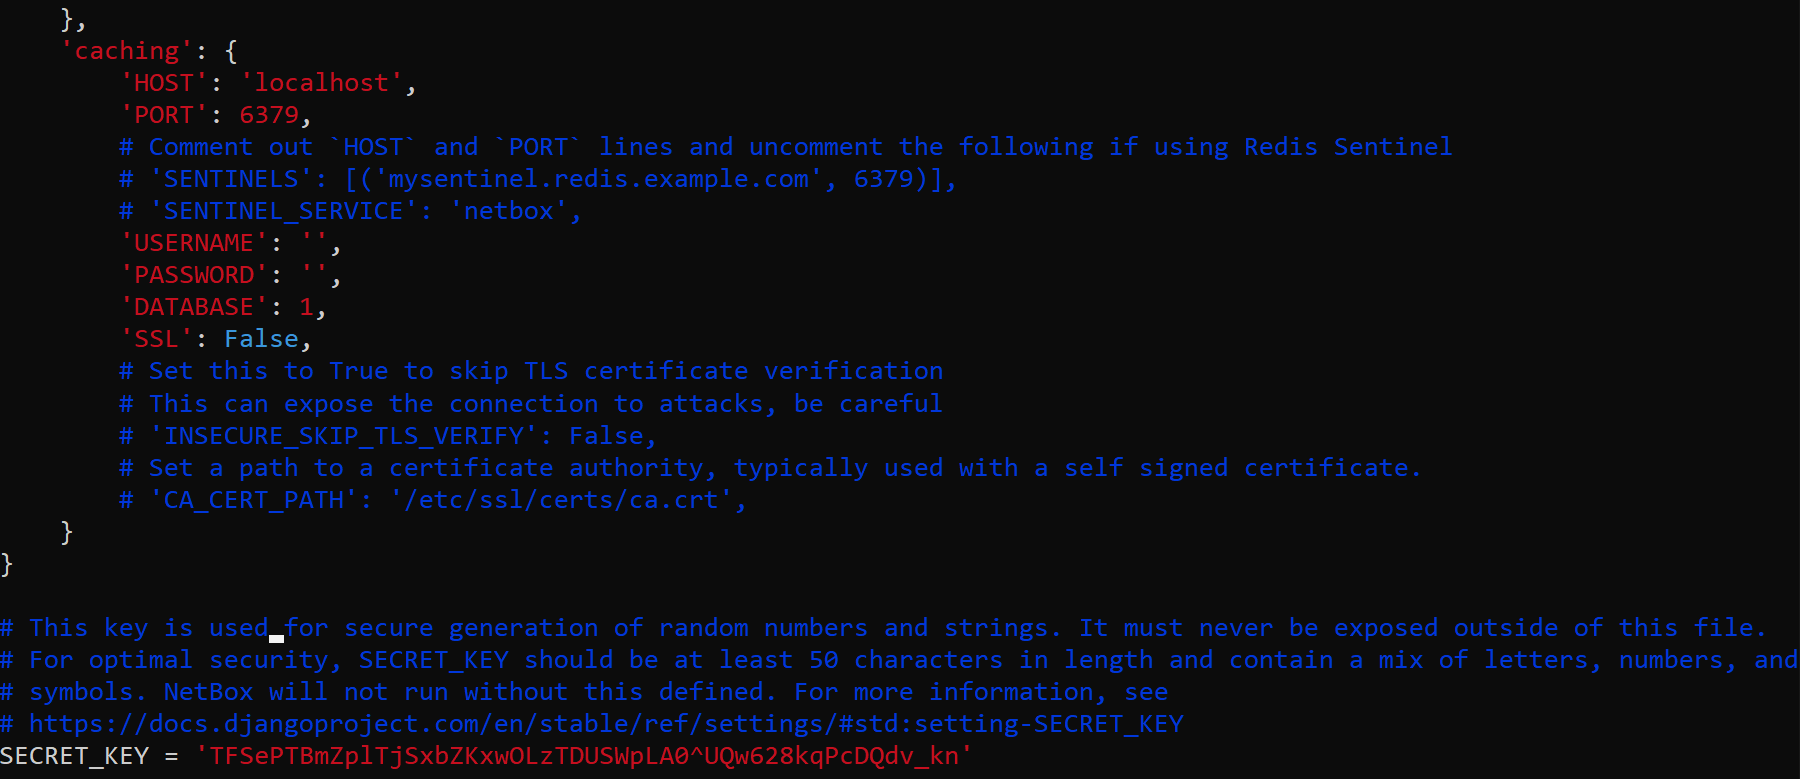 },
    'caching': {
        'HOST': 'localhost',
        'PORT': 6379,
        # Comment out `HOST` and `PORT` lines and uncomment the following if using Redis Sentinel
        # 'SENTINELS': [('mysentinel.redis.example.com', 6379)],
        # 'SENTINEL_SERVICE': 'netbox',
        'USERNAME': '',
        'PASSWORD': '',
        'DATABASE': 1,
        'SSL': False,
        # Set this to True to skip TLS certificate verification
        # This can expose the connection to attacks, be careful
        # 'INSECURE_SKIP_TLS_VERIFY': False,
        # Set a path to a certificate authority, typically used with a self signed certificate.
        # 'CA_CERT_PATH': '/etc/ssl/certs/ca.crt',
    }
}

# This key is used for secure generation of random numbers and strings. It must never be exposed outside of this file.
# For optimal security, SECRET_KEY should be at least 50 characters in length and contain a mix of letters, numbers, and
# symbols. NetBox will not run without this defined. For more information, see
# https://docs.djangoproject.com/en/stable/ref/settings/#std:setting-SECRET_KEY
SECRET_KEY = 'TFSePTBmZplTjSxbZKxwOLzTDUSWpLA0^UQw628kqPcDQdv_kn'